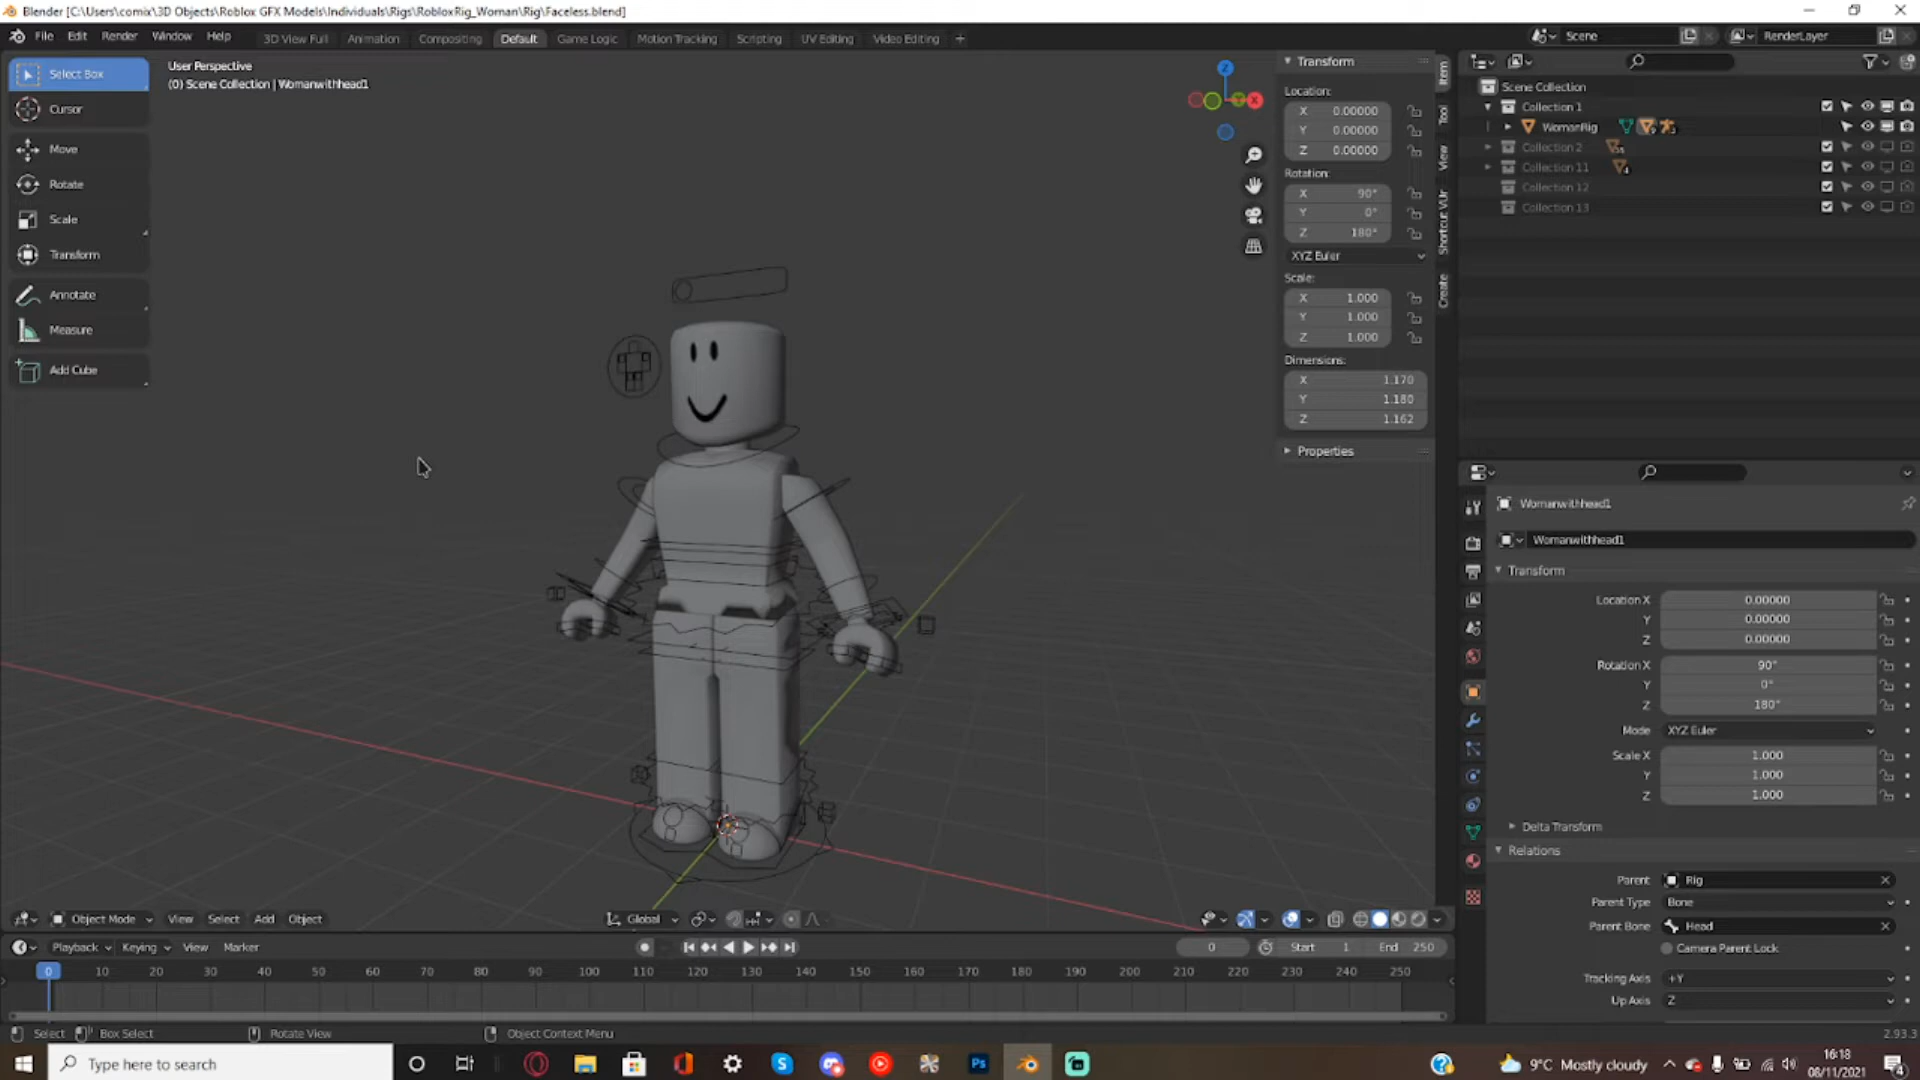 Blender [C:\Users\comix\3D Objects\Roblox GFX Models\Individuals\Rigs\RobloxRig_Woman\Rig\Faceless.blend]
File Edit Render Window Help 3D View Full Animation Compositing Default Game Logic Motion Tracking Scripting UV Editing Video Editing + Scene RenderLayer
Select Box
Cursor
Move
Rotate
Scale
Transform
Annotate
Measure
Add Cube
User Perspective
(0) Scene Collection | Womanwithhead1
Z
X
Transform
Location:
X 0.00000
Y 0.00000
Z 0.00000
Rotation:
X 90°
Y 0°
Z 180°
XYZ Euler
Scale:
X 1.000
Y 1.000
Z 1.000
Dimensions:
X 1.170
Y 1.180
Z 1.162
Properties
Item
Tool
View
Shortcut VUr
Create
Scene Collection
Collection 1
WomanRig
Collection 2
Collection 11
Collection 12
Collection 13
Womanwithhead1
Womanwithhead1
Transform
Location X 0.00000
Y 0.00000
Z 0.00000
Rotation X 90°
Y 0°
Z 180°
Mode XYZ Euler
Scale X 1.000
Y 1.000
Z 1.000
Delta Transform
Relations
Parent Rig
Parent Type Bone
Parent Bone Head
Camera Parent Lock
Tracking Axis +Y
Up Axis Z
Object Mode View Select Add Object Global
Playback Keying View Marker 0 Start 1 End 250
0 10 20 30 40 50 60 70 80 90 100 110 120 130 140 150 160 170 180 190 200 210 220 230 240 250
Select Box Select Rotate View Object Context Menu 2.93.3
Type here to search Ps 9°C Mostly cloudy 16:18
08/11/2021